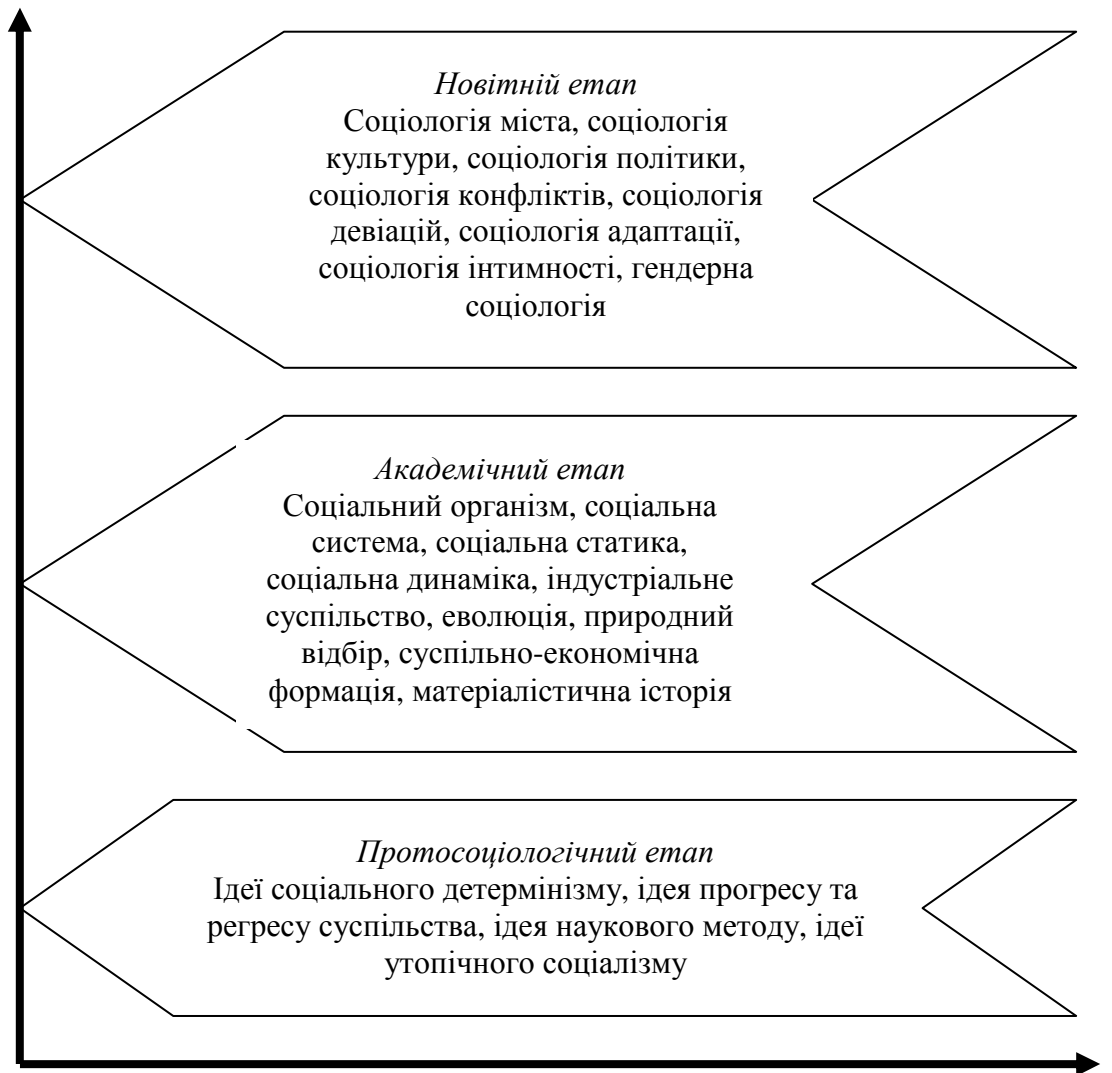 Новітній етап
Соціологія міста, соціологія
культури, соціологія політики,
соціологія конфліктів, соціологія
девіацій, соціологія адаптації,
соціологія інтимності, гендерна
соціологія
Академічний етап
Соціальний організм, соціальна
система, соціальна статика,
соціальна динаміка, індустріальне
суспільство, еволюція, природний
відбір, суспільно-економічна
формація, матеріалістична історія
Протосоціологічний етап
Ідеї соціального детермінізму, ідея прогресу та
регресу суспільства, ідея наукового методу, ідеї
утопічного соціалізму